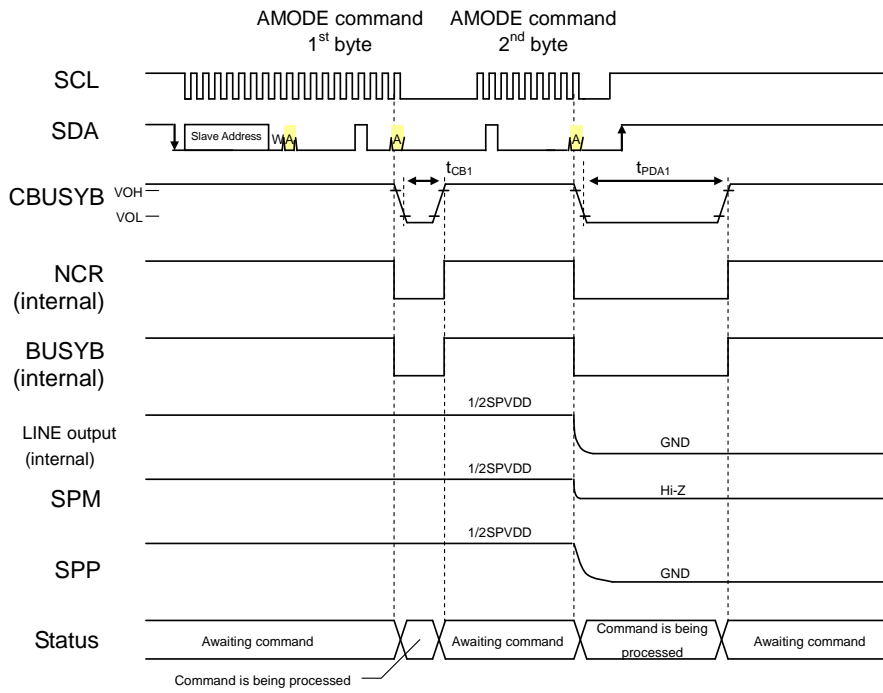 AMODE command
1st byte
AMODE command
2nd byte
SCL
SDA
Slave Address
W
A
A
A
tCB1
tPDA1
CBUSYB
VOH
VOL
NCR
(internal)
BUSYB
(internal)
1/2SPVDD
LINE output
(internal)
GND
1/2SPVDD
SPM
Hi-Z
1/2SPVDD
SPP
GND
Status
Awaiting command
Awaiting command
Command is being
processed
Awaiting command
Command is being processed